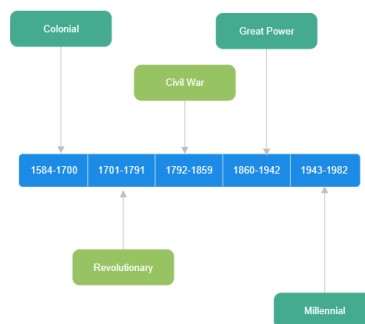 Colonial
Great Power
Civil War
1584-1700
1701-1791
1792-1859
1860-1942
1943-1982
Revolutionary
Millennial